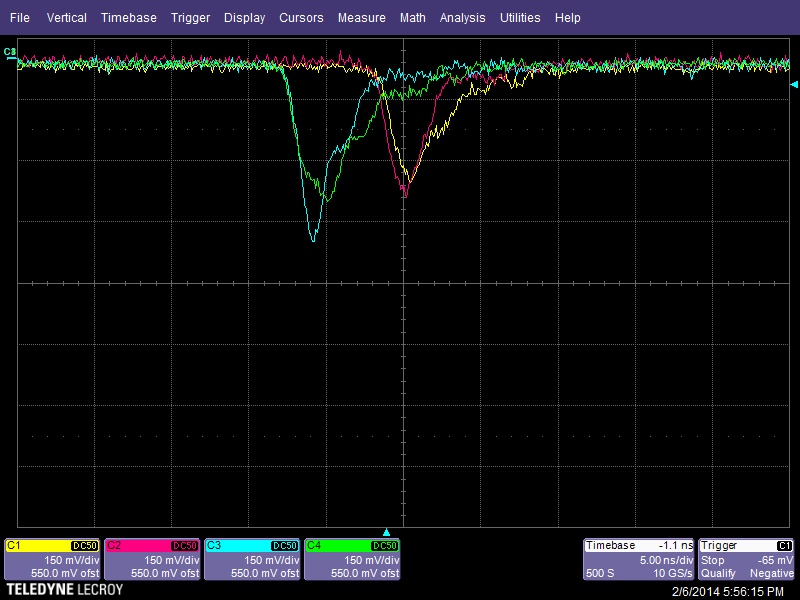 File Vertical Timebase Trigger Display Cursors Measure Math Analysis Utilities Help
C3
C1 DC50
150 mV/div
550.0 mV ofst
C2 DC50
150 mV/div
550.0 mV ofst
C3 DC50
150 mV/div
550.0 mV ofst
C4 DC50
150 mV/div
550.0 mV ofst
Timebase -1.1 ns
5.00 ns/div
500 S 10 GS/s
Trigger C1
Stop -65 mV
Qualify Negative
TELEDYNE LECROY
2/6/2014 5:56:15 PM